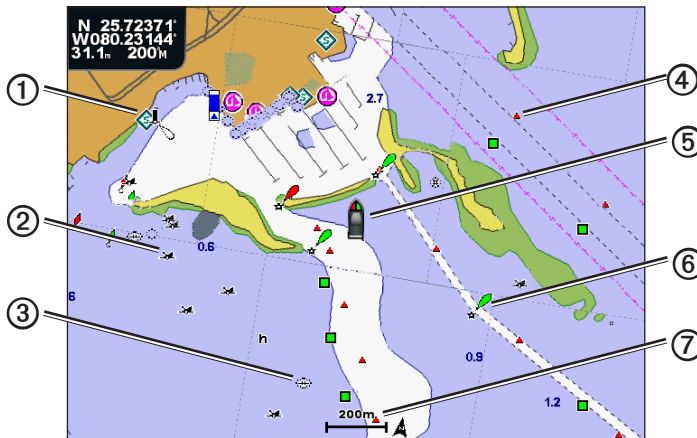 N 25.72371°
W080.23144°
31.1m 200°M
S
①
④
2.7
S
⑤
②
0.6
6
⑥
③
h
0.9
⑦
1.2
200m
N